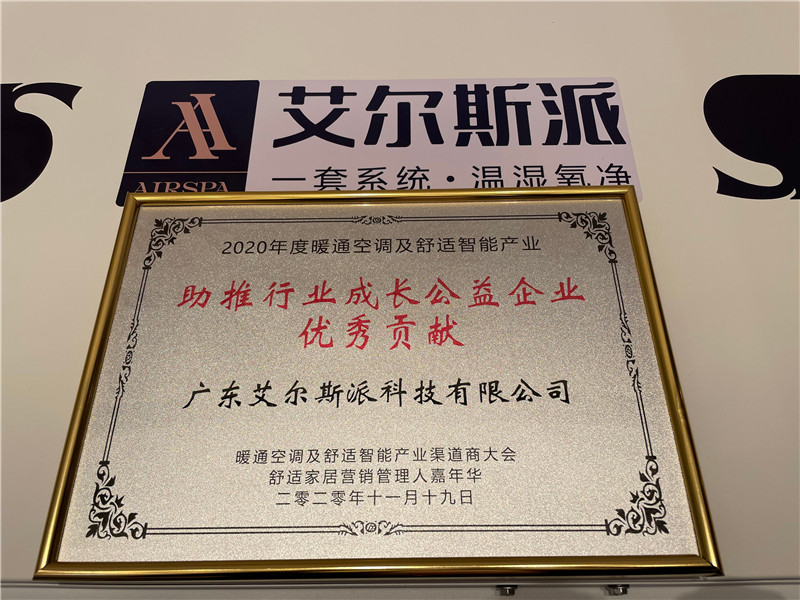 艾尔斯派
AIRSPA
一套系统·温湿氧净
2020年度暖通空调及舒适智能产业
助推行业成长公益企业
优秀贡献
广东艾尔斯派科技有限公司
暖通空调及舒适智能产业渠道商大会
舒适家居营销管理人嘉年华
二零二零年十一月十九日